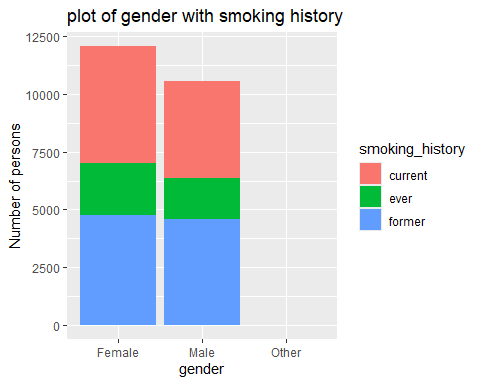 plot of gender with smoking history
12500
10000
7500
5000
2500
0
Number of persons
Female Male Other
gender
smoking_history
current
ever
former